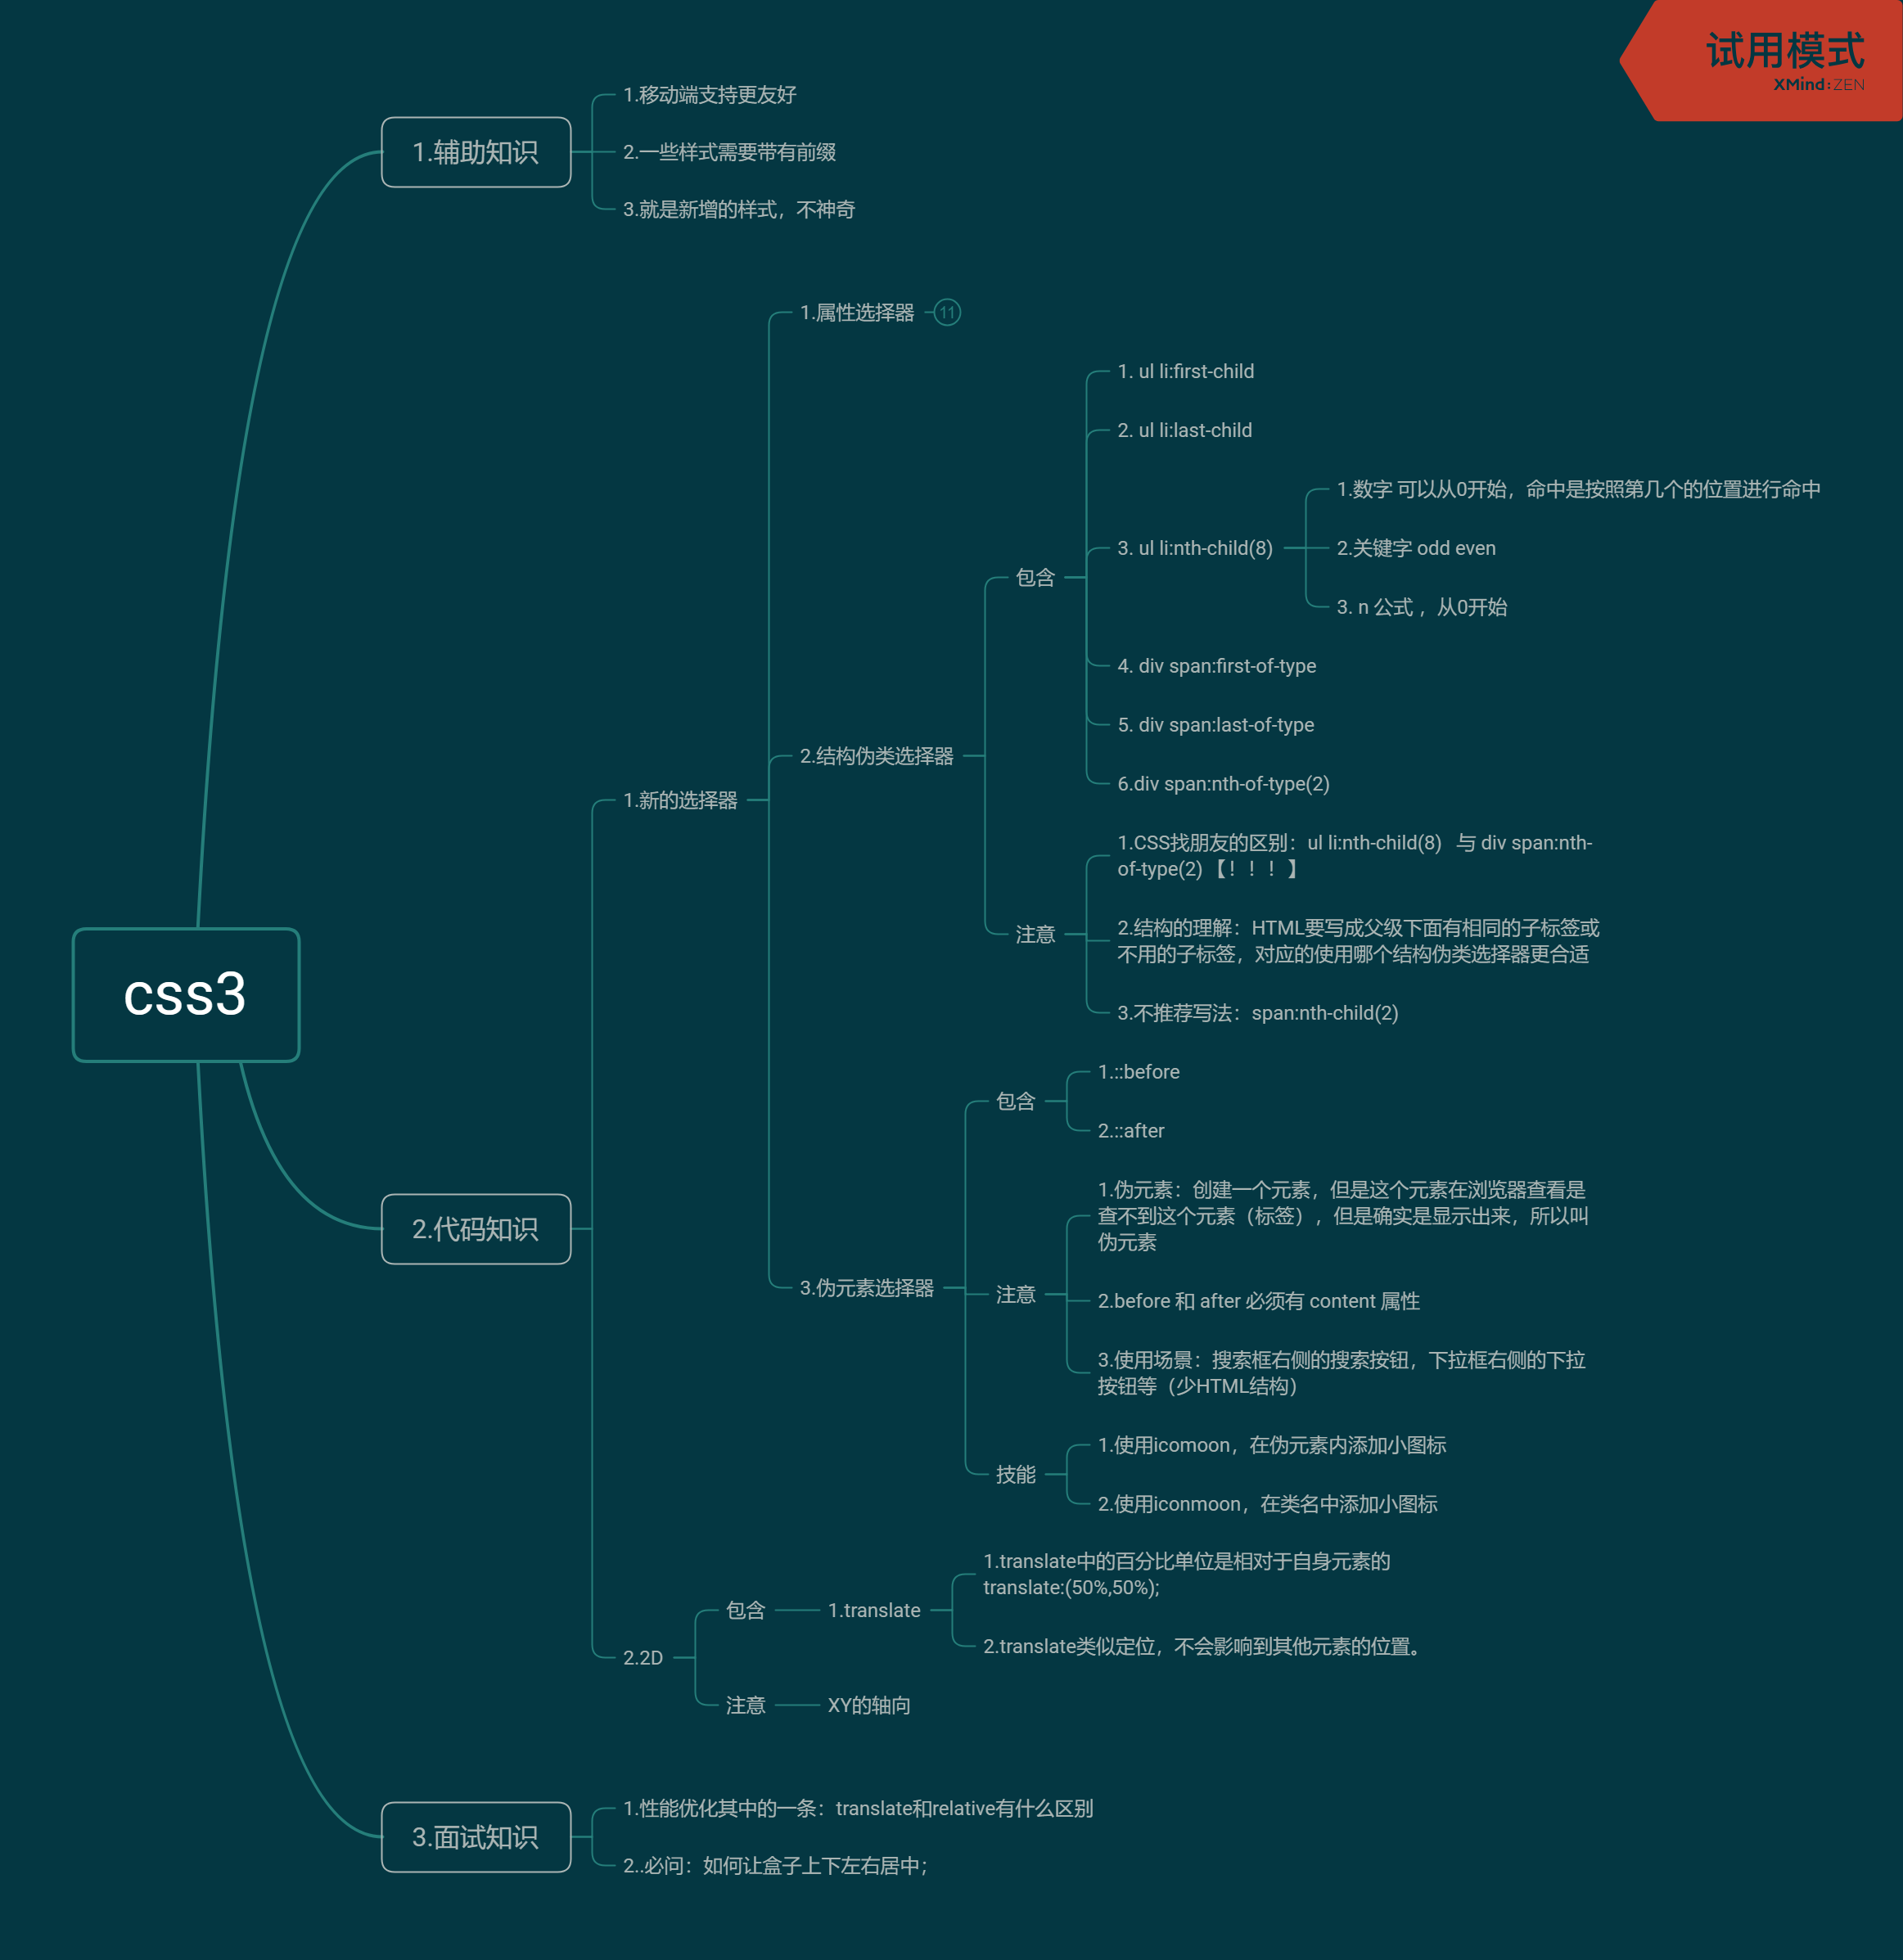 试用模式
XMind:ZEN
css3
1.辅助知识
1.移动端支持更友好
2.一些样式需要带有前缀
3.就是新增的样式，不神奇
2.代码知识
1.新的选择器
1.属性选择器
11
2.结构伪类选择器
包含
1. ul li:first-child
2. ul li:last-child
3. ul li:nth-child(8)
1.数字 可以从0开始，命中是按照第几个的位置进行命中
2.关键字 odd even
3. n 公式 ，从0开始
4. div span:first-of-type
5. div span:last-of-type
6.div span:nth-of-type(2)
注意
1.CSS找朋友的区别：ul li:nth-child(8)   与 div span:nth-
of-type(2)【！！！】
2.结构的理解：HTML要写成父级下面有相同的子标签或
不用的子标签，对应的使用哪个结构伪类选择器更合适
3.不推荐写法：span:nth-child(2)
3.伪元素选择器
包含
1.::before
2.::after
注意
1.伪元素：创建一个元素，但是这个元素在浏览器查看是
查不到这个元素（标签），但是确实是显示出来，所以叫
伪元素
2.before 和 after 必须有 content 属性
3.使用场景：搜索框右侧的搜索按钮，下拉框右侧的下拉
按钮等（少HTML结构）
技能
1.使用icomoon，在伪元素内添加小图标
2.使用iconmoon，在类名中添加小图标
2.2D
包含
1.translate
1.translate中的百分比单位是相对于自身元素的
translate:(50%,50%);
2.translate类似定位，不会影响到其他元素的位置。
注意
XY的轴向
3.面试知识
1.性能优化其中的一条：translate和relative有什么区别
2..必问：如何让盒子上下左右居中；